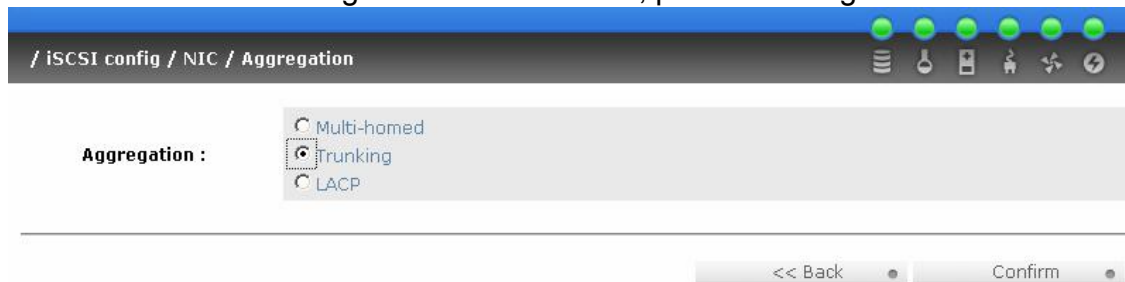 / iSCSI config / NIC / Aggregation
Aggregation :
Multi-homed
Trunking
LACP
<< Back
Confirm